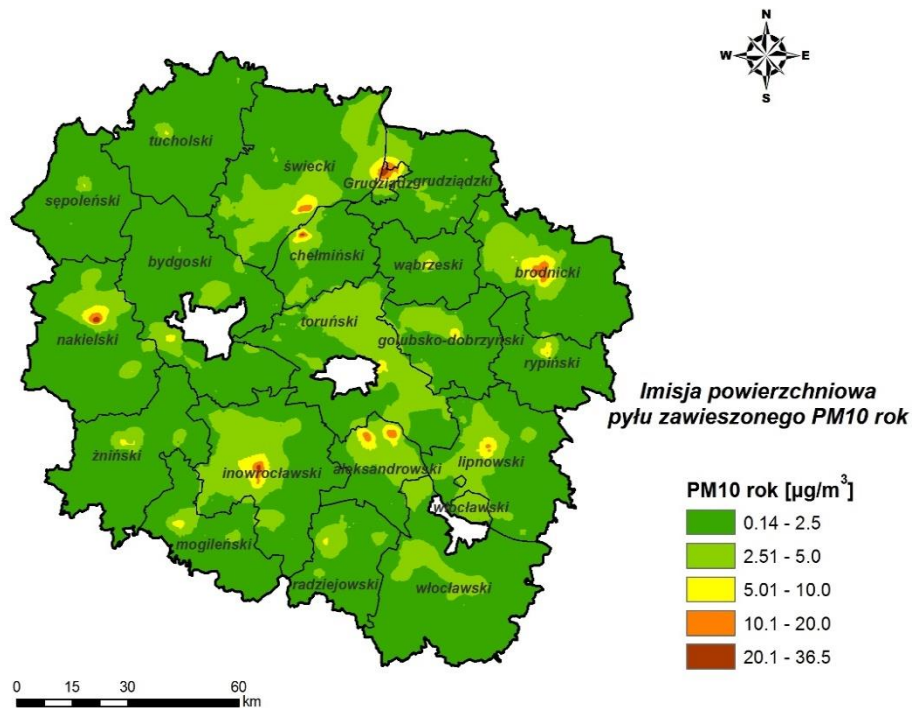 N
W E
S
tucholski
świecki
sępoleński
Grudziądz
grudziądzki
bydgoski
chełmiński
wąbrzeski
brodnicki
toruński
nakielski
golubsko-dobrzyński
rypiński
Imisja powierzchniowa
pyłu zawieszonego PM10 rok
żniński
inowrocławski
aleksandrowski
lipnowski
włocławski
mogileński
radziejowski
włocławski
PM10 rok [µg/m³]
0.14 - 2.5
2.51 - 5.0
5.01 - 10.0
10.1 - 20.0
20.1 - 36.5
0 15 30 60
km